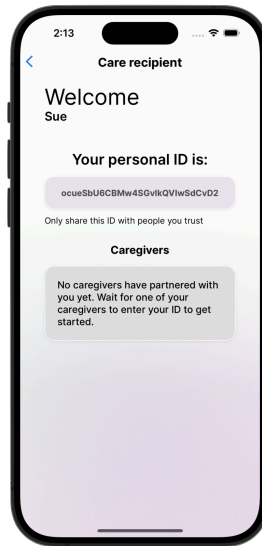 2:13
Care recipient
Welcome
Sue
Your personal ID is:
ocueSbU6CBMw4SGvlkQVlwSdCvD2
Only share this ID with people you trust
Caregivers
No caregivers have partnered with
you yet. Wait for one of your
caregivers to enter your ID to get
started.